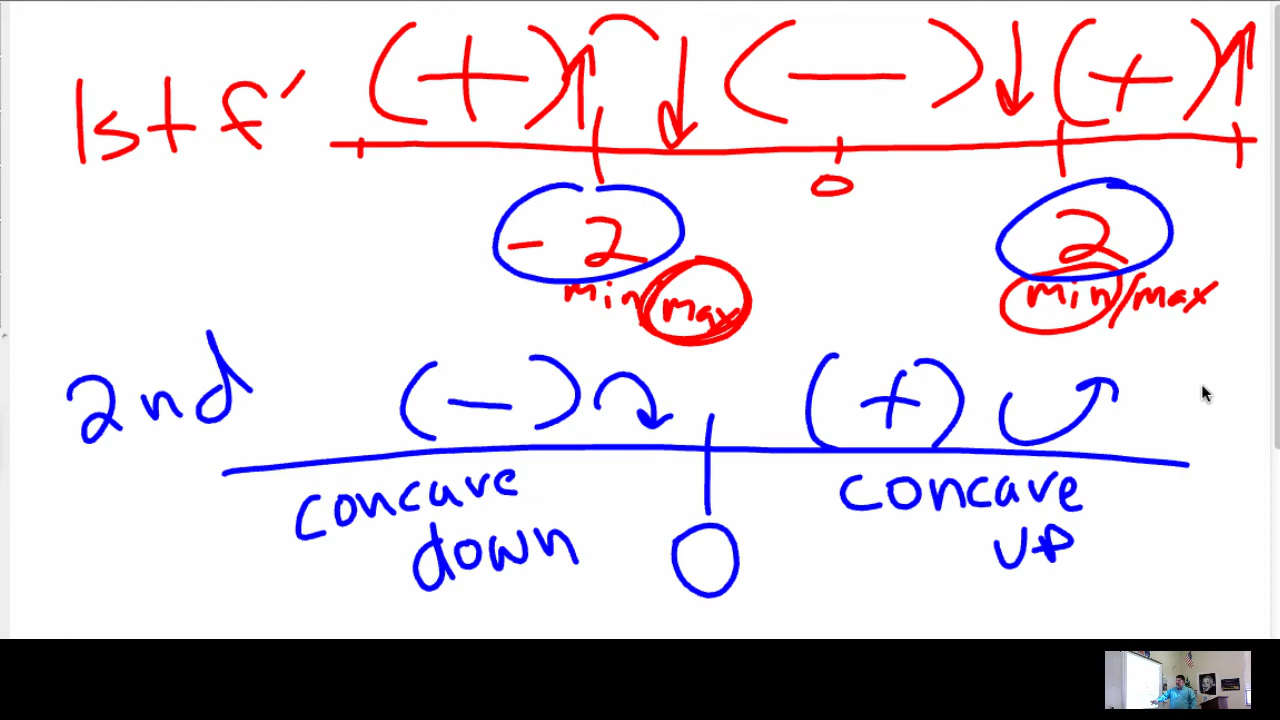 1st f' (+) (−) (+)
0
-2 2
min/max min/max
2nd (−) (+)
concave concave
down up
0